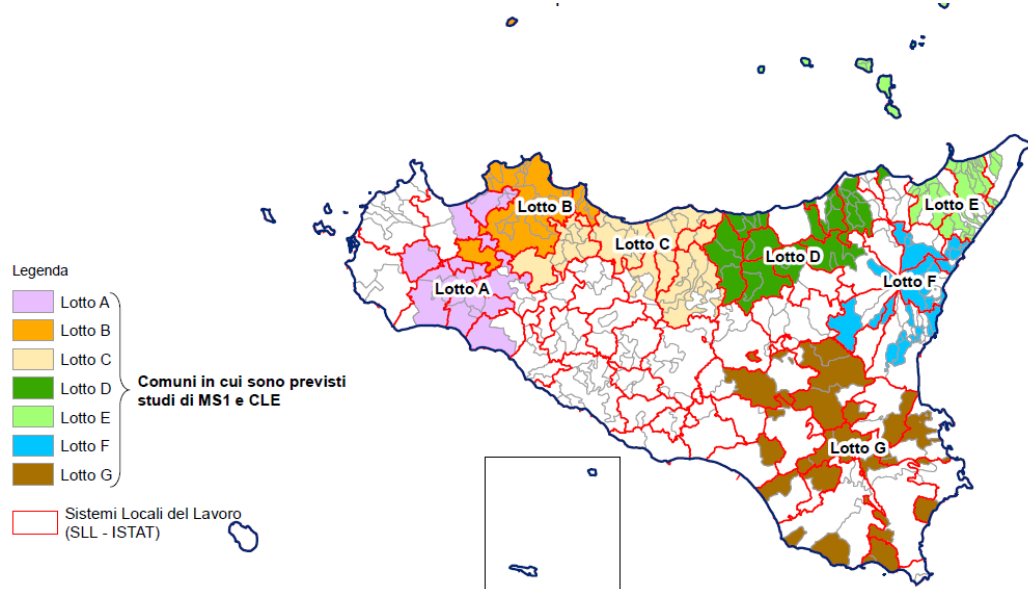 Lotto B
Lotto E
Lotto C
Lotto D
Lotto F
Lotto A
Lotto G
Legenda
Lotto A
Lotto B
Lotto C
Lotto D
Lotto E
Lotto F
Lotto G
Comuni in cui sono previsti
studi di MS1 e CLE
Sistemi Locali del Lavoro
(SLL - ISTAT)